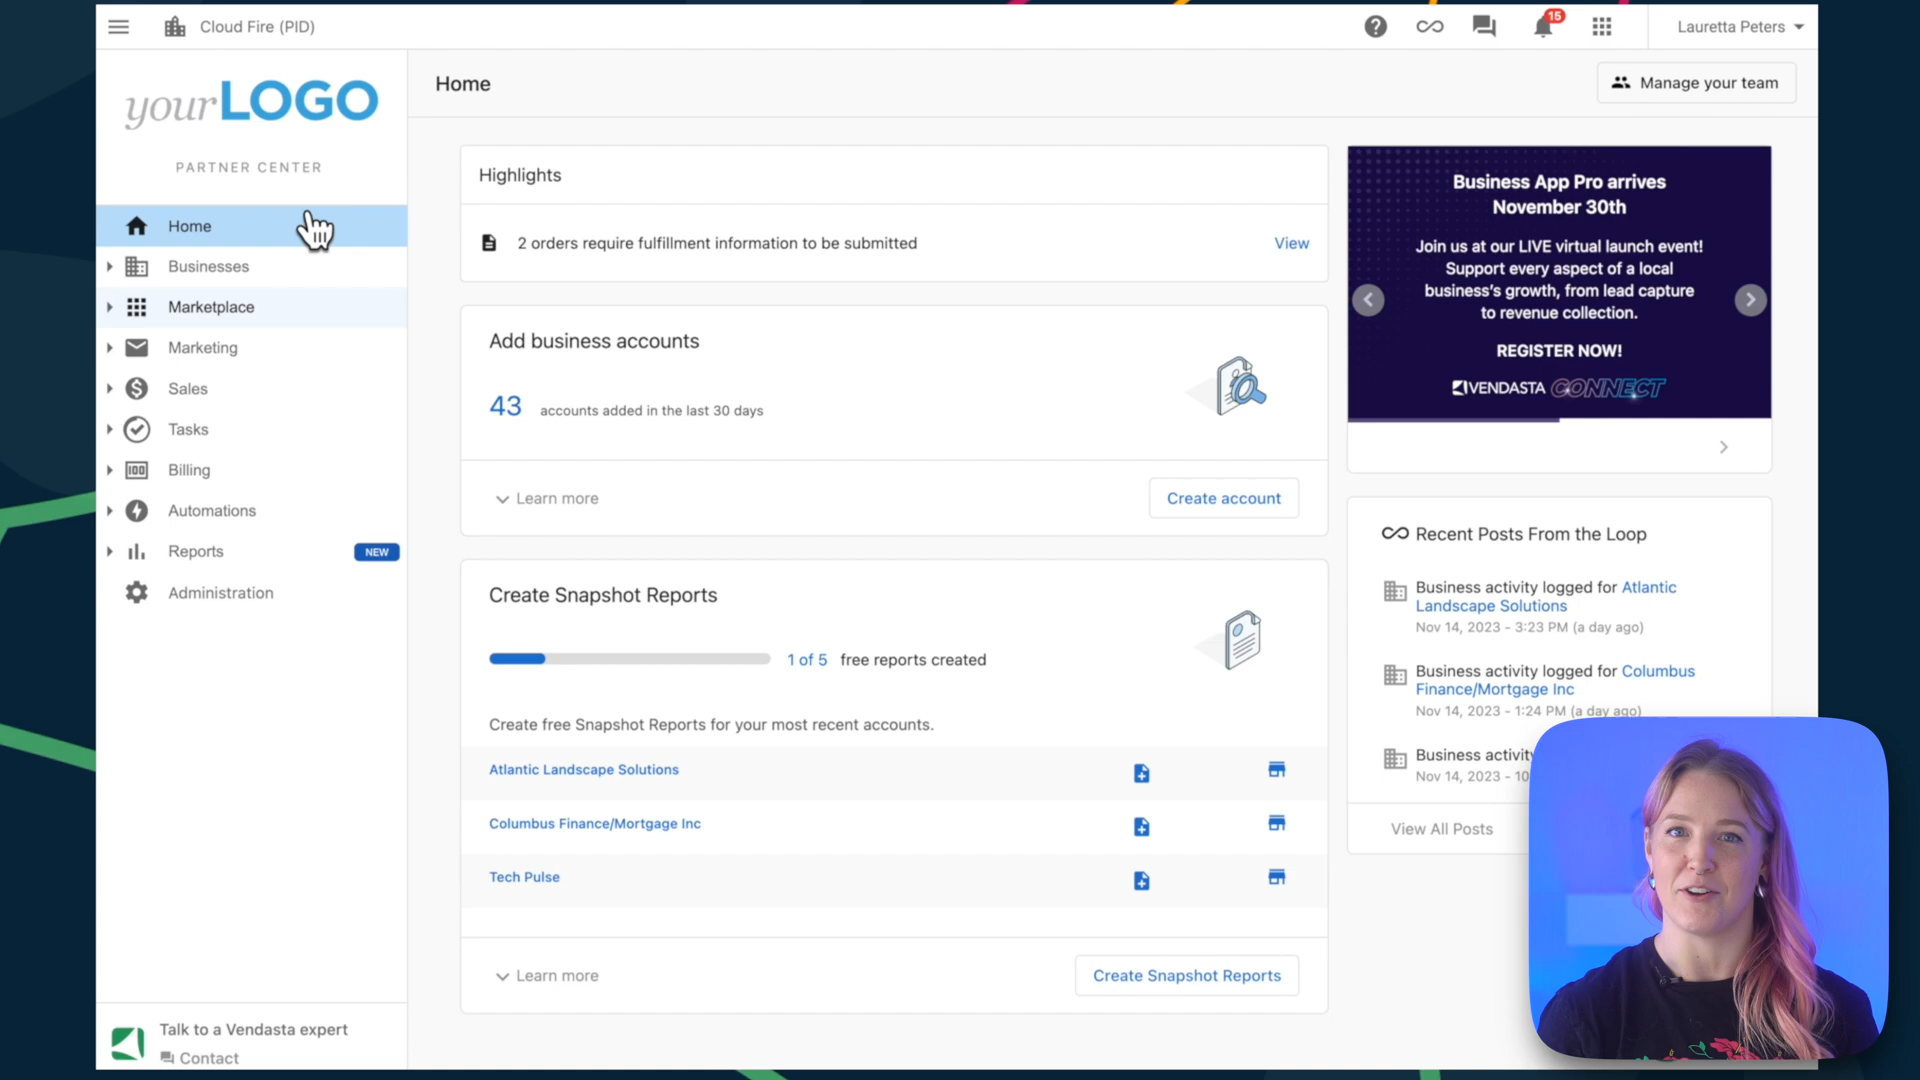 Cloud Fire (PID)
15
Lauretta Peters
yourLOGO
PARTNER CENTER
Home
Businesses
Marketplace
Marketing
Sales
Tasks
Billing
Automations
Reports
NEW
Administration
Talk to a Vendasta expert
Contact
Home
Manage your team
Highlights
2 orders require fulfillment information to be submitted
View
Add business accounts
43 accounts added in the last 30 days
Learn more
Create account
Create Snapshot Reports
1 of 5 free reports created
Create free Snapshot Reports for your most recent accounts.
Atlantic Landscape Solutions
Columbus Finance/Mortgage Inc
Tech Pulse
Learn more
Create Snapshot Reports
Business App Pro arrives
November 30th
Join us at our LIVE virtual launch event!
Support every aspect of a local
business's growth, from lead capture
to revenue collection.
REGISTER NOW!
VENDASTA CONNECT
Recent Posts From the Loop
Business activity logged for Atlantic
Landscape Solutions
Nov 14, 2023 - 3:23 PM (a day ago)
Business activity logged for Columbus
Finance/Mortgage Inc
Nov 14, 2023 - 1:24 PM (a day ago)
Business activity
Nov 14, 2023 - 10
View All Posts